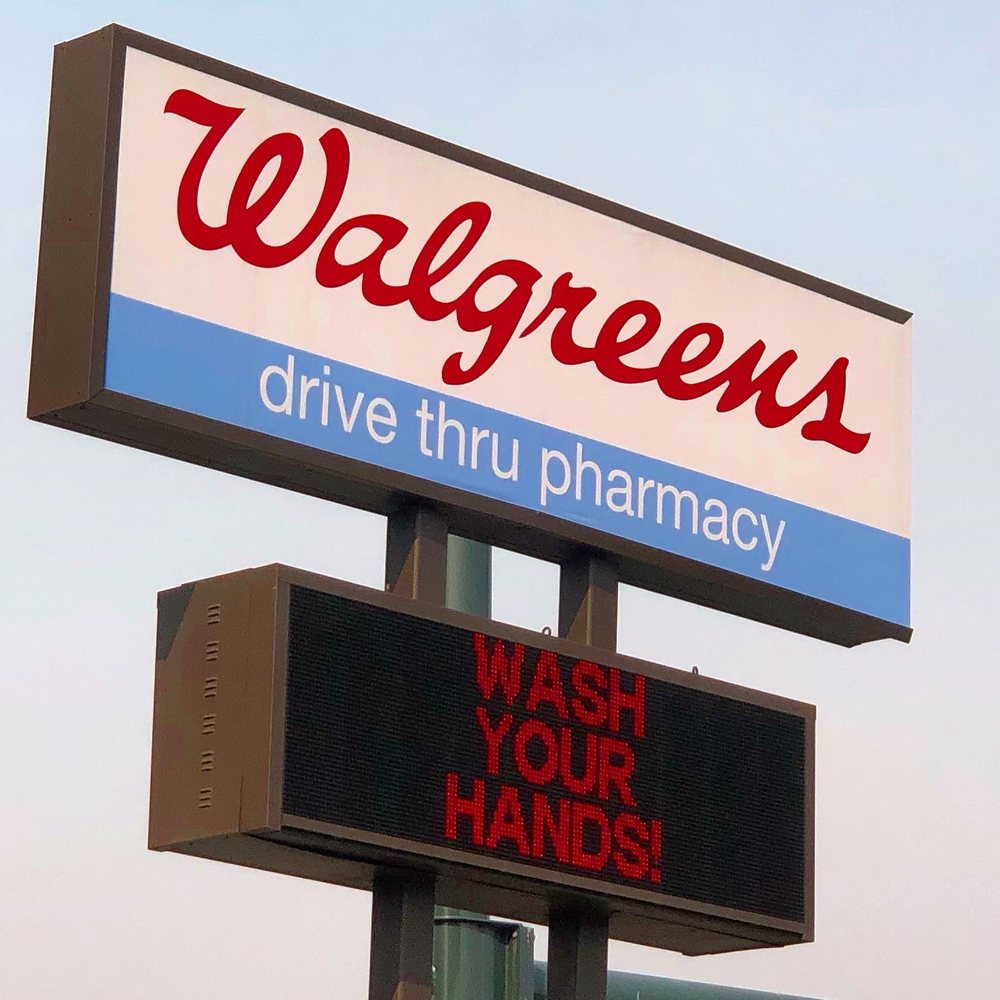 Walgreens
drive thru pharmacy
WASH
YOUR
HANDS!